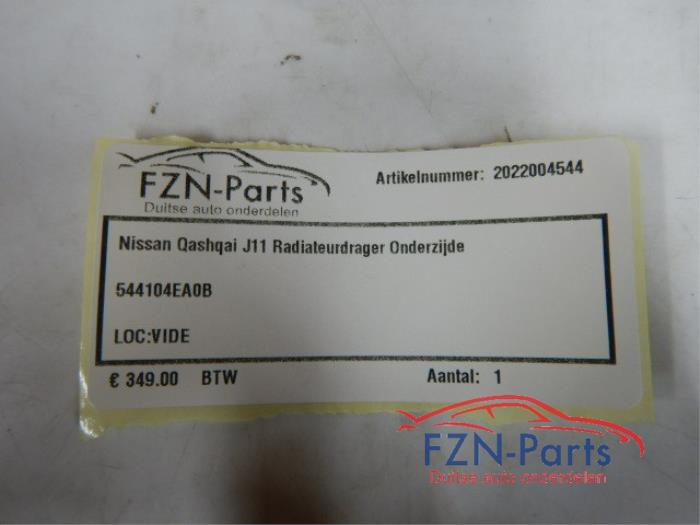 FZN-Parts
Duitse auto onderdelen
Artikelnummer: 2022004544
Nissan Qashqai J11 Radiateurdrager Onderzijde
544104EA0B
LOC:VIDE
€ 349.00 BTW
Aantal: 1
FZN-Parts
Duitse auto onderdelen